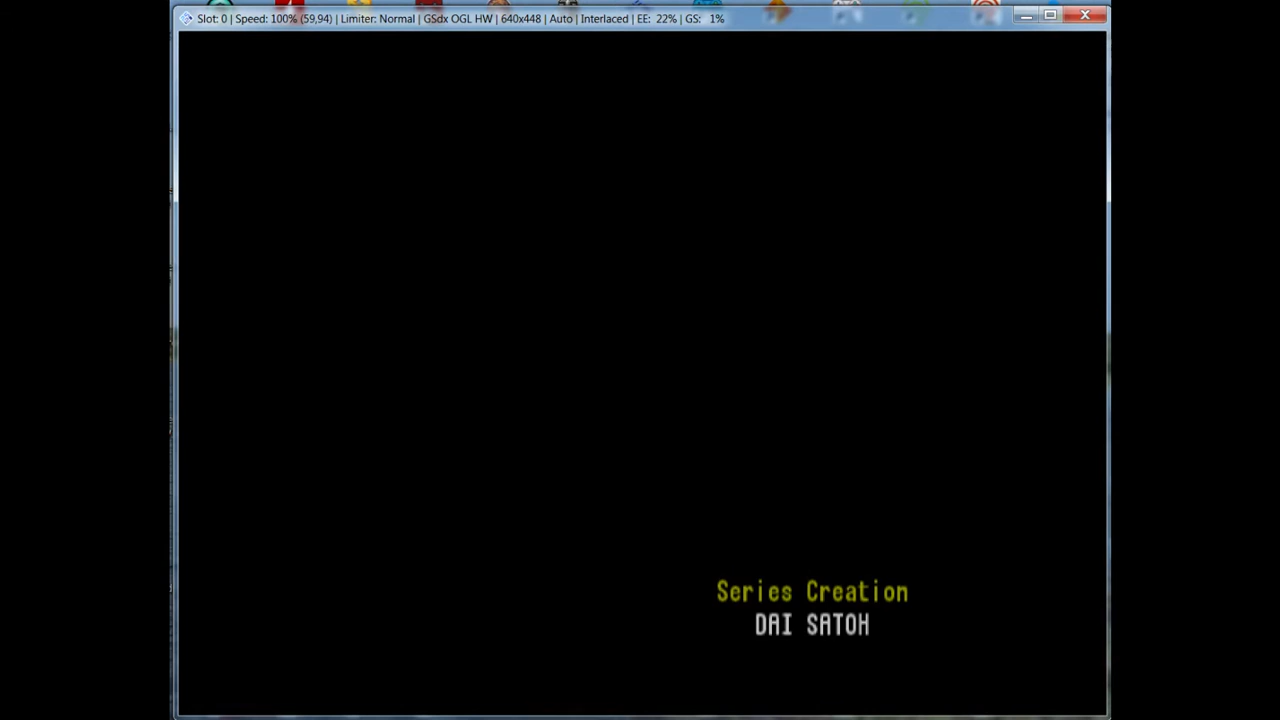 Slot: 0 | Speed: 100% (59,94) | Limiter: Normal | GSdx OGL HW | 640x448 | Auto | Interlaced | EE: 22% | GS: 1%
Series Creation
DAI SATOH